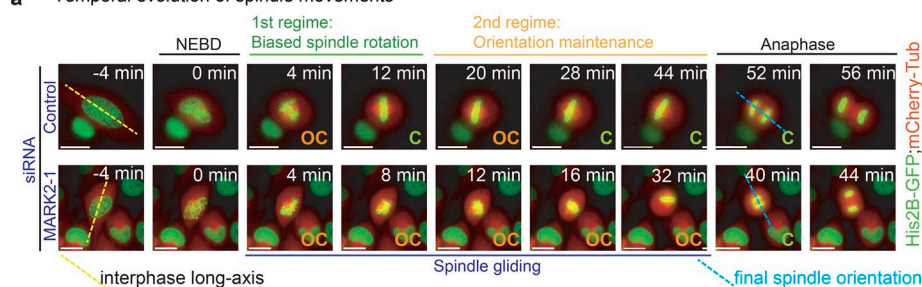 a Temporal evolution of spindle movements
1st regime:
2nd regime:
NEBD
Biased spindle rotation
Orientation maintenance
Anaphase
siRNA
Control
-4 min
0 min
4 min
OC
12 min
C
20 min
OC
28 min
C
44 min
C
52 min
C
56 min
MARK2-1
-4 min
0 min
4 min
OC
8 min
OC
12 min
OC
16 min
OC
32 min
OC
40 min
C
44 min
His2B-GFP;mCherry-Tub
interphase long-axis
Spindle gliding
final spindle orientation